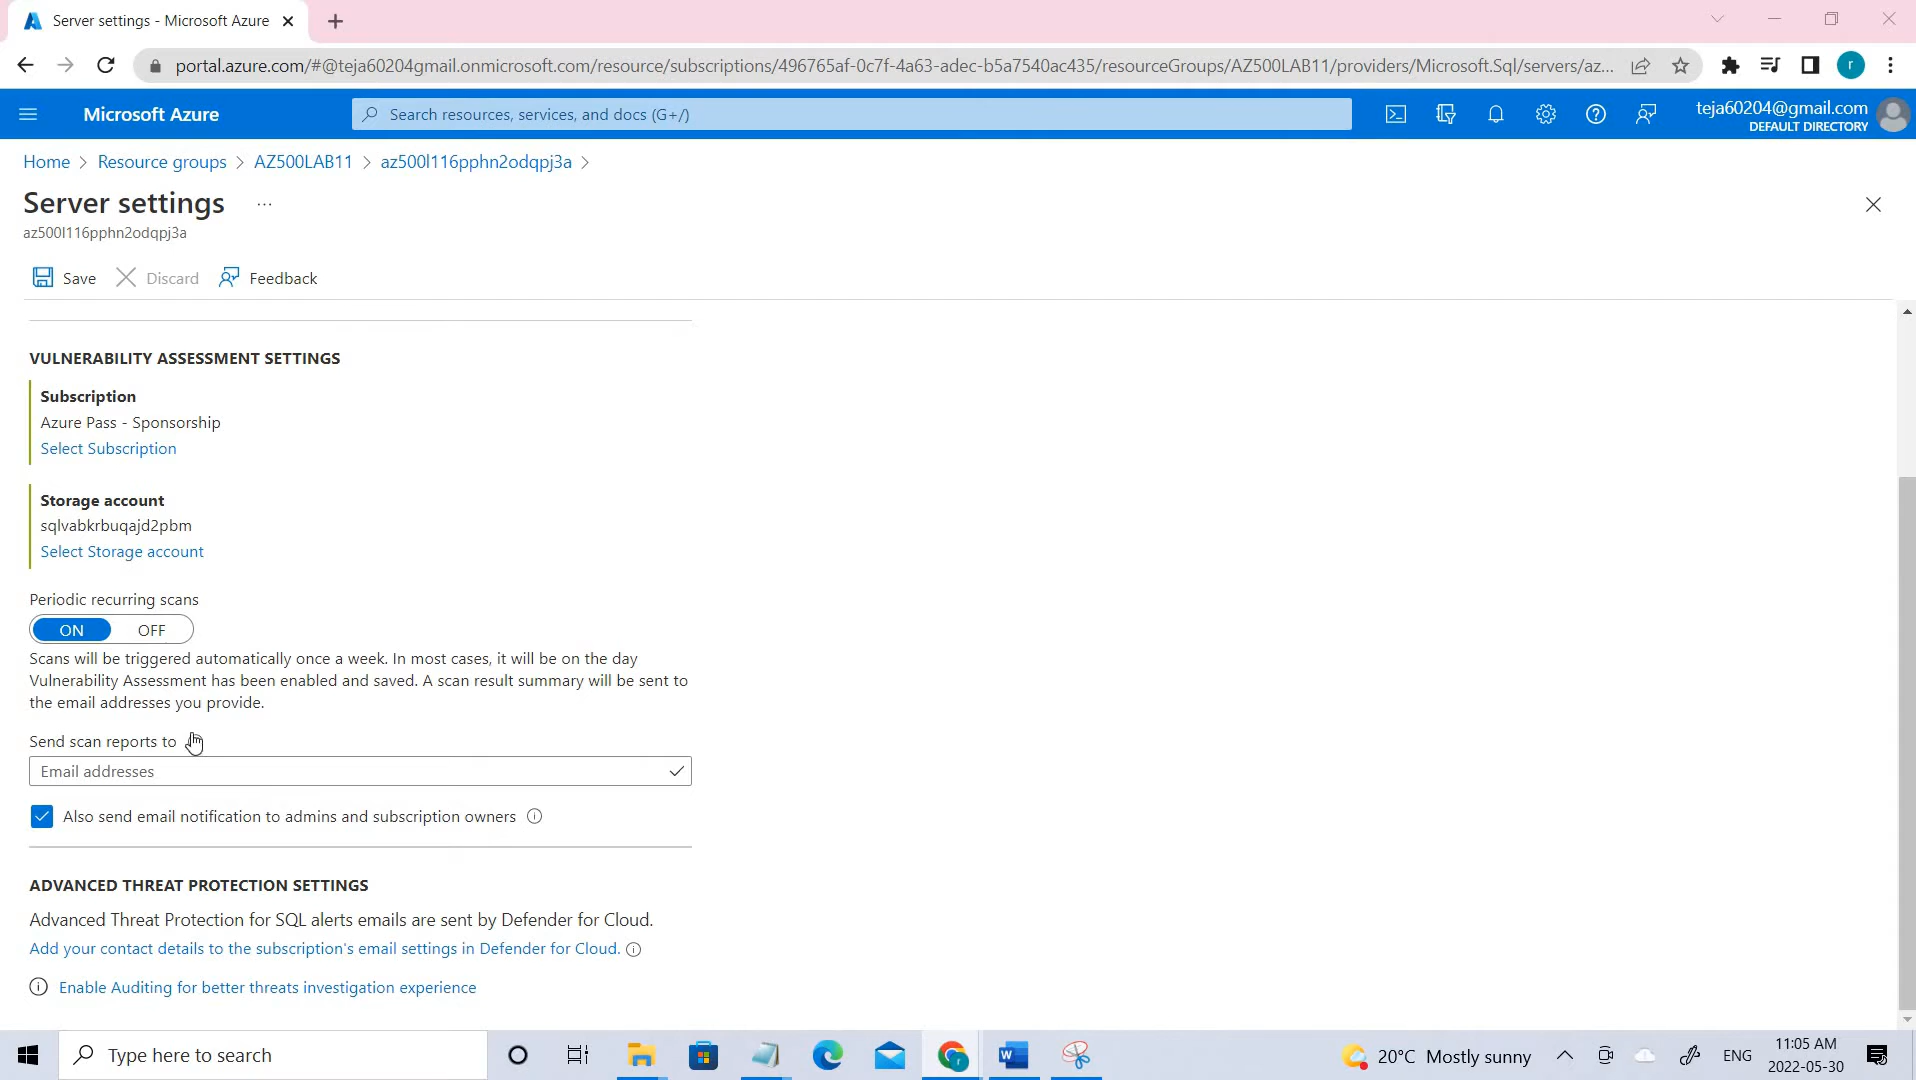 Server settings - Microsoft Azure
portal.azure.com/#@teja60204gmail.onmicrosoft.com/resource/subscriptions/496765af-0c7f-4a63-adec-b5a7540ac435/resourceGroups/AZ500LAB11/providers/Microsoft.Sql/servers/az...
r
Microsoft Azure
Search resources, services, and docs (G+/)
teja60204@gmail.com
DEFAULT DIRECTORY
Home > Resource groups > AZ500LAB11 > az500l116pphn2odqpj3a >
Server settings ...
az500l116pphn2odqpj3a
Save Discard Feedback
VULNERABILITY ASSESSMENT SETTINGS
Subscription
Azure Pass - Sponsorship
Select Subscription
Storage account
sqlvabkrbuqajd2pbm
Select Storage account
Periodic recurring scans
ON OFF
Scans will be triggered automatically once a week. In most cases, it will be on the day
Vulnerability Assessment has been enabled and saved. A scan result summary will be sent to
the email addresses you provide.
Send scan reports to
Email addresses
Also send email notification to admins and subscription owners
ADVANCED THREAT PROTECTION SETTINGS
Advanced Threat Protection for SQL alerts emails are sent by Defender for Cloud.
Add your contact details to the subscription's email settings in Defender for Cloud.
Enable Auditing for better threats investigation experience
Type here to search
20°C Mostly sunny
ENG
11:05 AM
2022-05-30